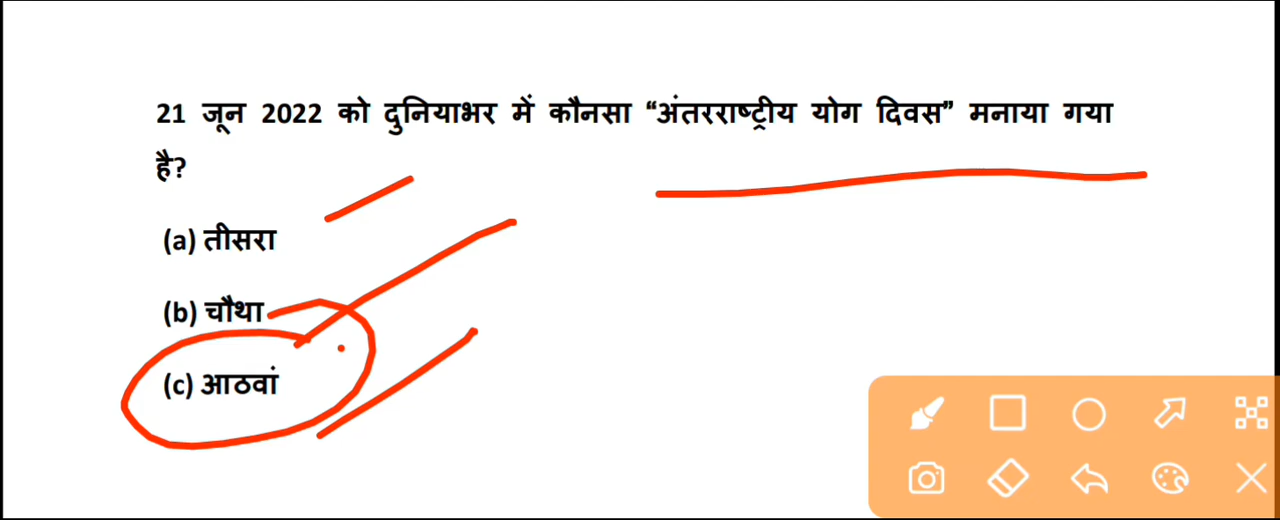 21 जून 2022 को दुनियाभर में कौनसा “अंतरराष्ट्रीय योग दिवस” मनाया गया
है?
(a) तीसरा
(b) चौथा
(c) आठवां